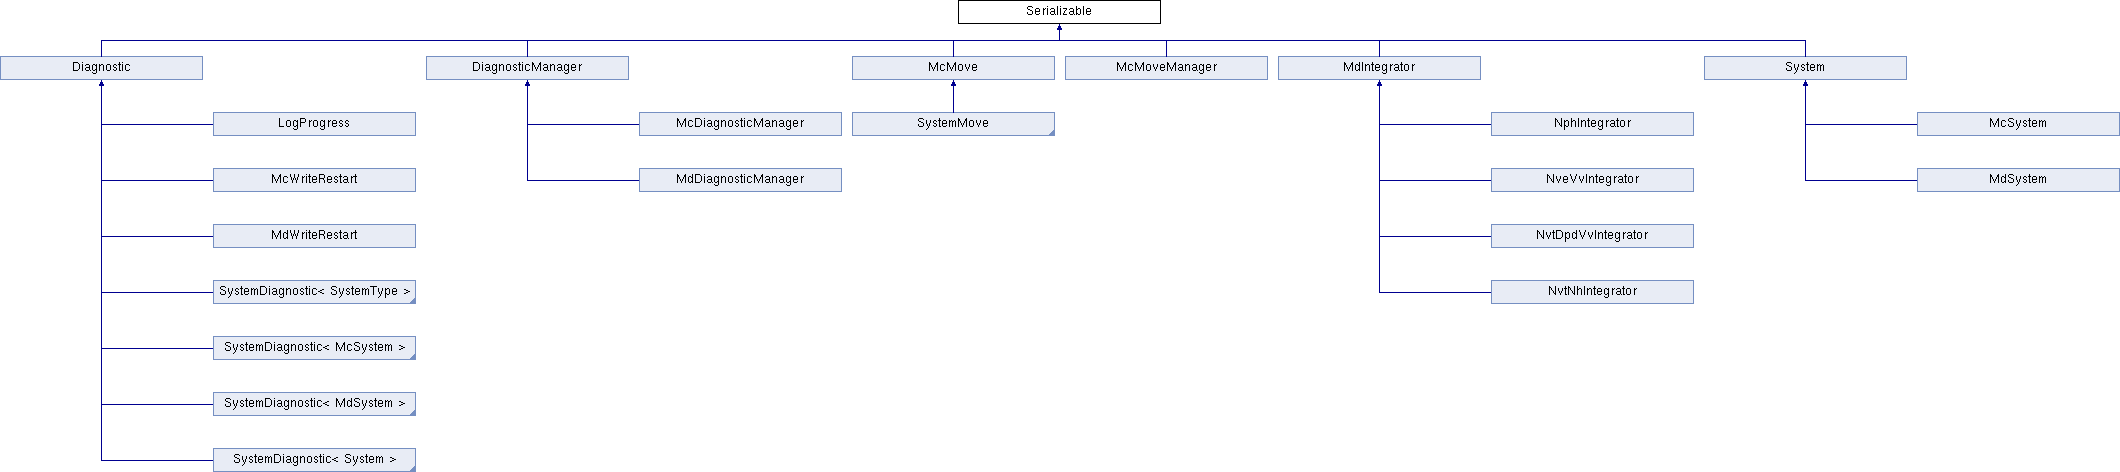 Serializable
Diagnostic
DiagnosticManager
McMove
McMoveManager
MdIntegrator
System
LogProgress
McDiagnosticManager
SystemMove
NphIntegrator
McSystem
McWriteRestart
MdDiagnosticManager
NveVvIntegrator
MdSystem
MdWriteRestart
NvtDpdVvIntegrator
SystemDiagnostic< SystemType >
NvtNhIntegrator
SystemDiagnostic< McSystem >
SystemDiagnostic< MdSystem >
SystemDiagnostic< System >